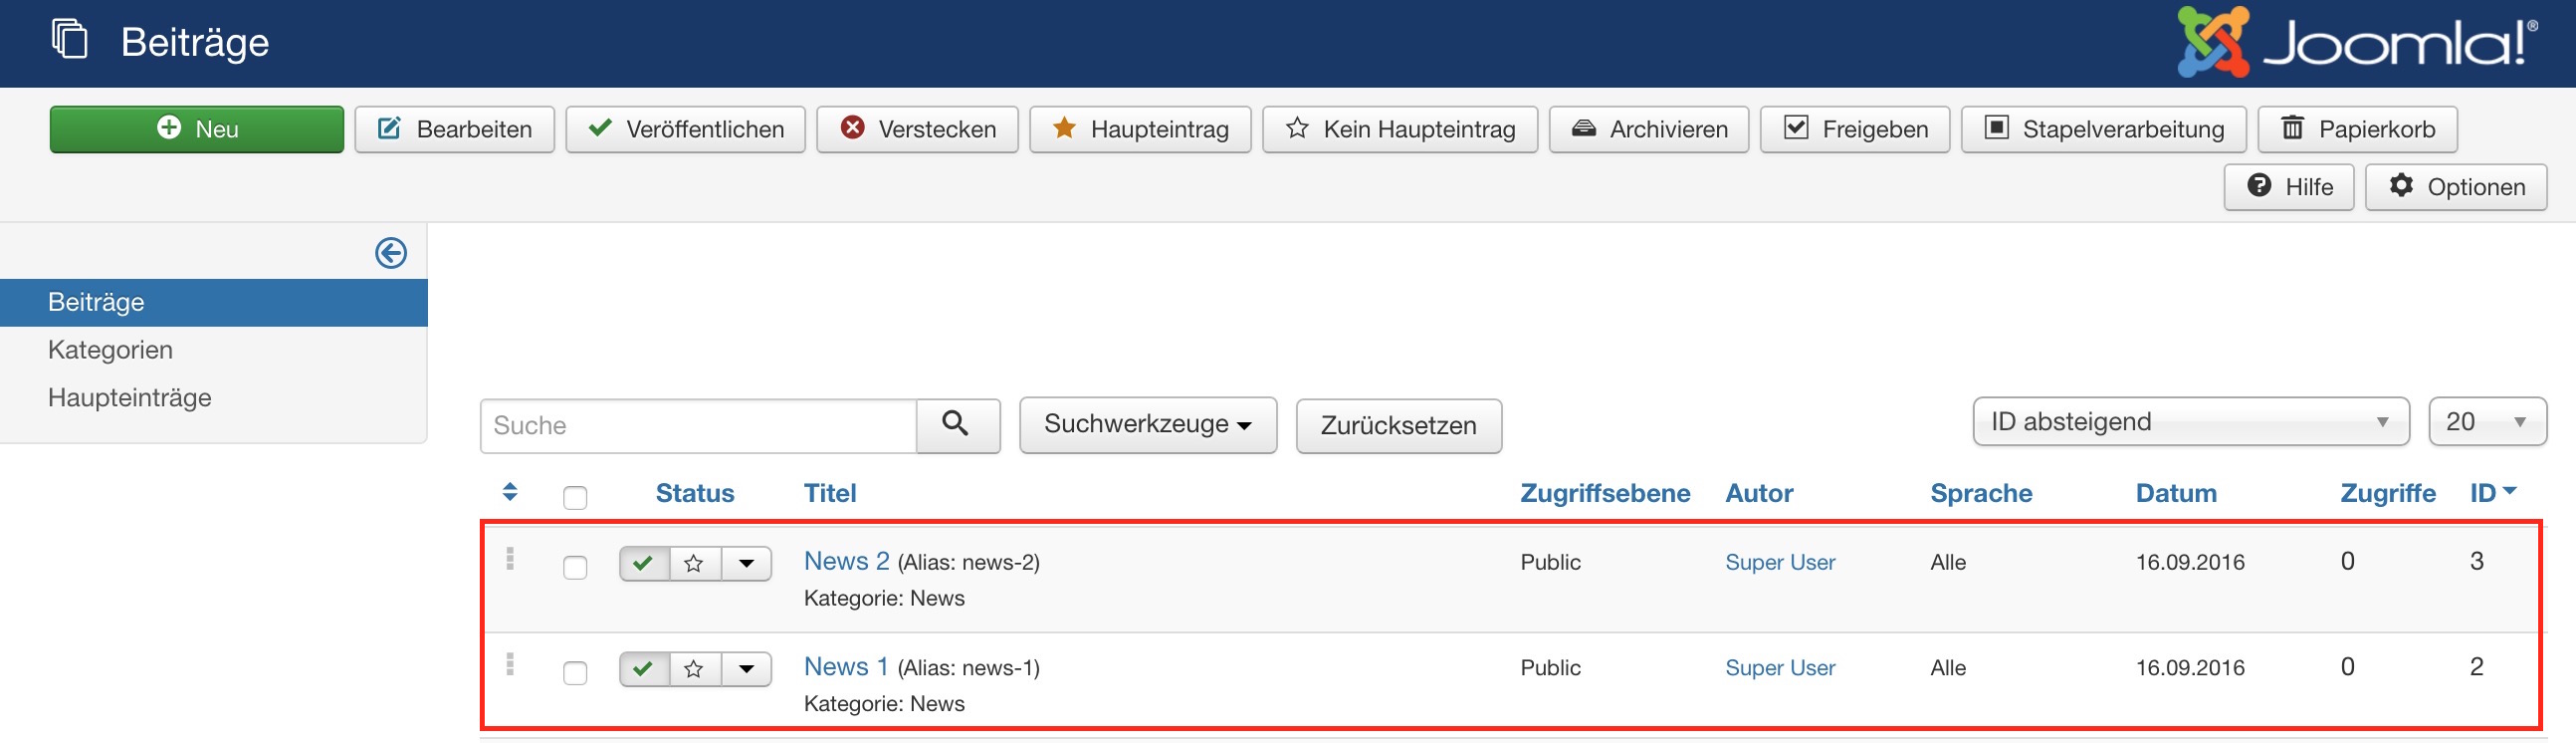 Beiträge
Joomla!®
Neu Bearbeiten Veröffentlichen Verstecken Haupteintrag Kein Haupteintrag Archivieren Freigeben Stapelverarbeitung Papierkorb
Hilfe Optionen
Beiträge
Kategorien
Haupteinträge
Suche Suchwerkzeuge Zurücksetzen ID absteigend 20
Status Titel Zugriffsebene Autor Sprache Datum Zugriffe ID
News 2 (Alias: news-2) Public Super User Alle 16.09.2016 0 3
Kategorie: News
News 1 (Alias: news-1) Public Super User Alle 16.09.2016 0 2
Kategorie: News